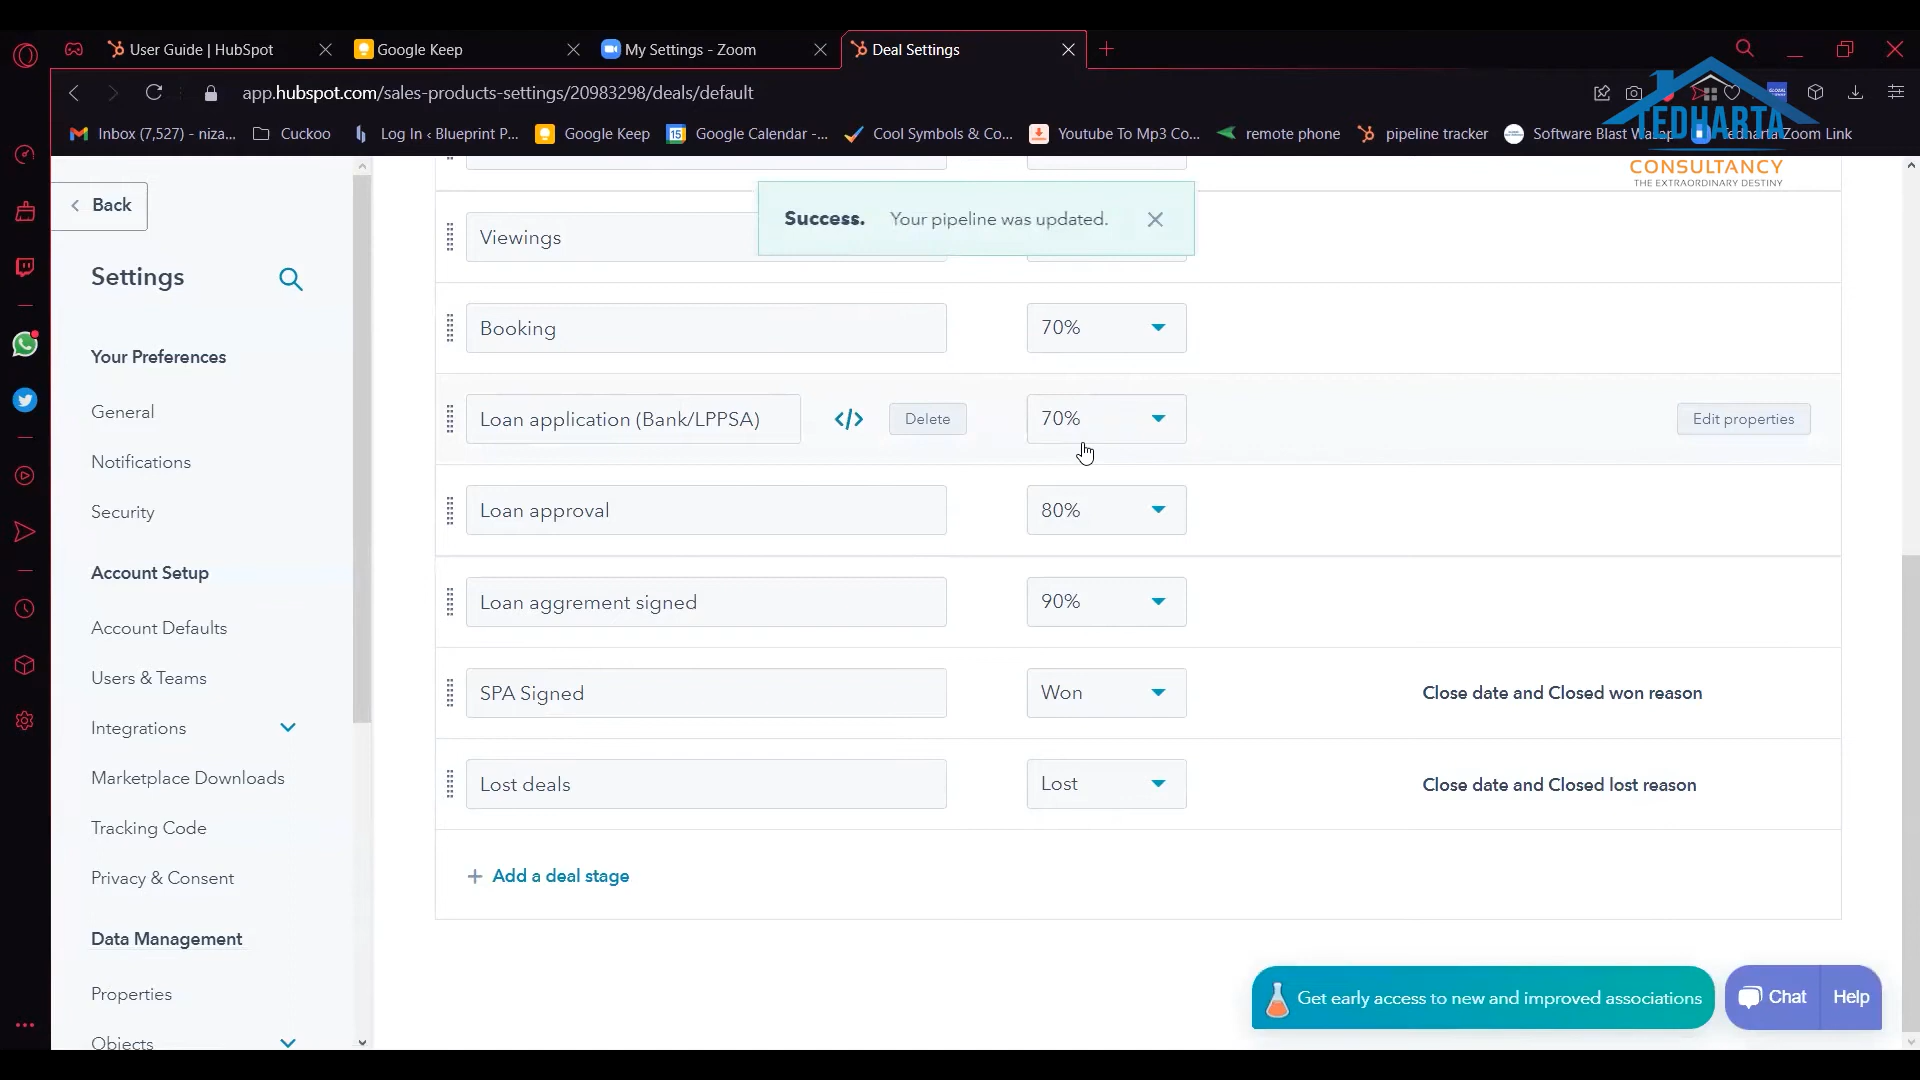 User Guide | HubSpot
Google Keep
My Settings - Zoom
Deal Settings
app.hubspot.com/sales-products-settings/20983298/deals/default
Inbox (7,527) - niza...
Cuckoo
Log In ‹ Blueprint P...
Google Keep
Google Calendar -...
Cool Symbols & Co...
Youtube To Mp3 Co...
remote phone
pipeline tracker
Software Blast Wasap
Tedharta Zoom Link
TEDHARTA
CONSULTANCY
THE EXTRAORDINARY DESTINY
Back
Success. Your pipeline was updated.
Settings
Your Preferences
General
Notifications
Security
Account Setup
Account Defaults
Users & Teams
Integrations
Marketplace Downloads
Tracking Code
Privacy & Consent
Data Management
Properties
Objects
Viewings
Booking 70%
Loan application (Bank/LPPSA) </> Delete 70% Edit properties
Loan approval 80%
Loan aggrement signed 90%
SPA Signed Won Close date and Closed won reason
Lost deals Lost Close date and Closed lost reason
+ Add a deal stage
Get early access to new and improved associations
Chat Help